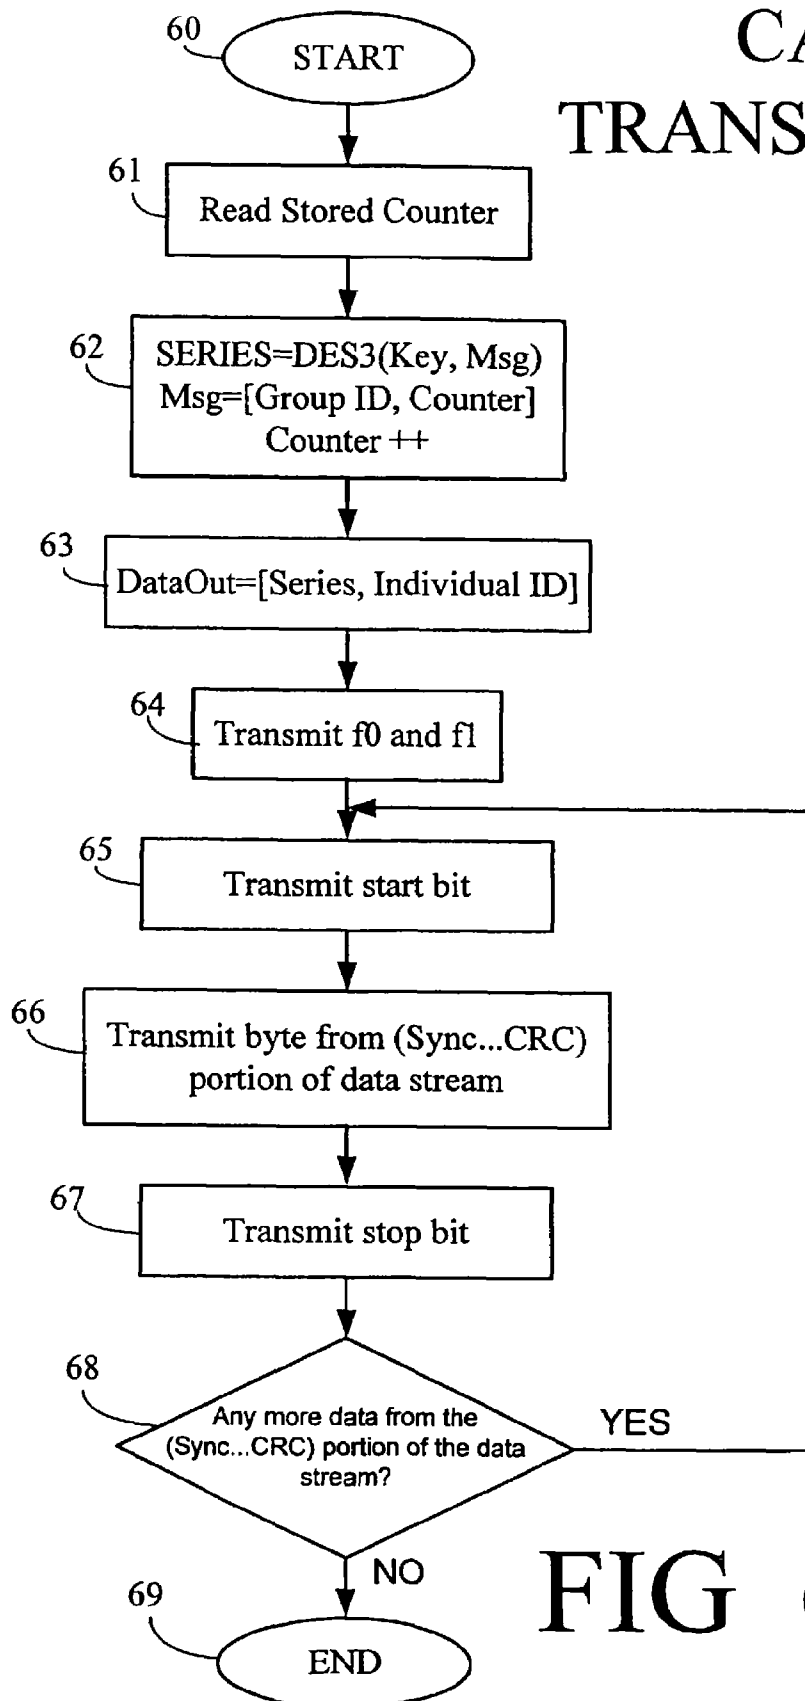 60
START
CA
TRANS
61
Read Stored Counter
62
SERIES=DES3(Key, Msg)
Msg=[Group ID, Counter]
Counter ++
63
DataOut=[Series, Individual ID]
64
Transmit f0 and f1
65
Transmit start bit
66
Transmit byte from (Sync...CRC)
portion of data stream
67
Transmit stop bit
68
Any more data from the
(Sync...CRC) portion of the data
stream?
YES
NO
FIG
69
END